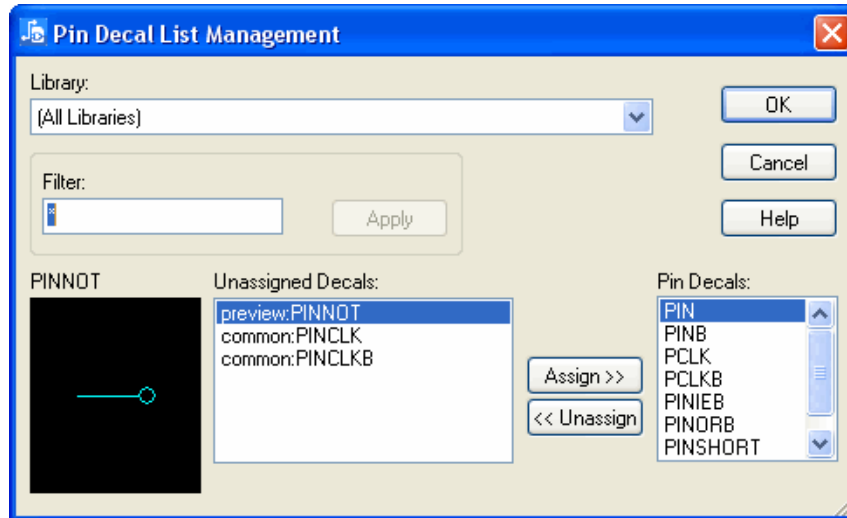 Pin Decal List Management
Library:
(All Libraries)
OK
Cancel
Filter:
*
Apply
Help
PINNOT
Unassigned Decals:
Pin Decals:
preview:PINNOT
common:PINCLK
common:PINCLKB
Assign >>
<< Unassign
PIN
PINB
PCLK
PCLKB
PINIEB
PINORB
PINSHORT